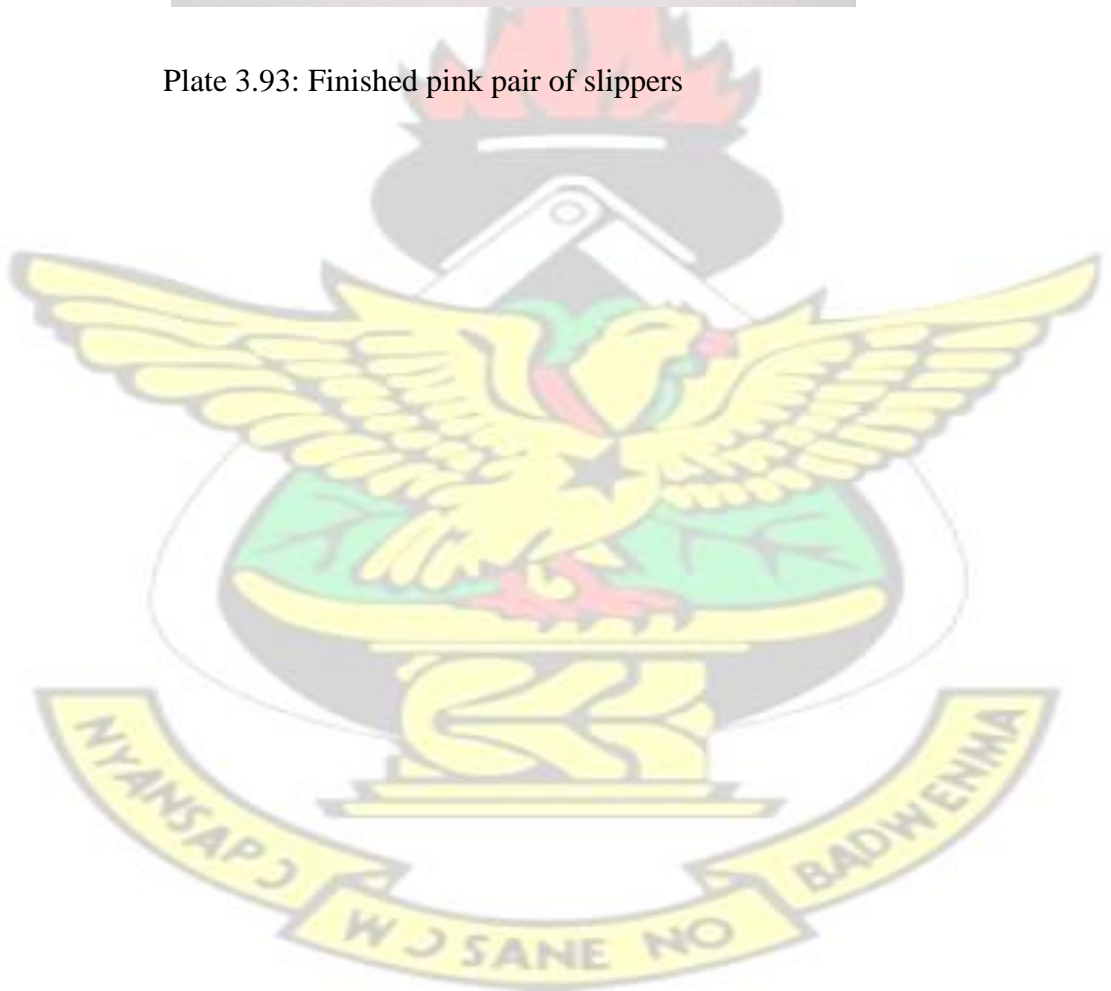 Plate 3.93: Finished pink pair of slippers
NYANSAPƆ WƆSANE NO BADWENMA